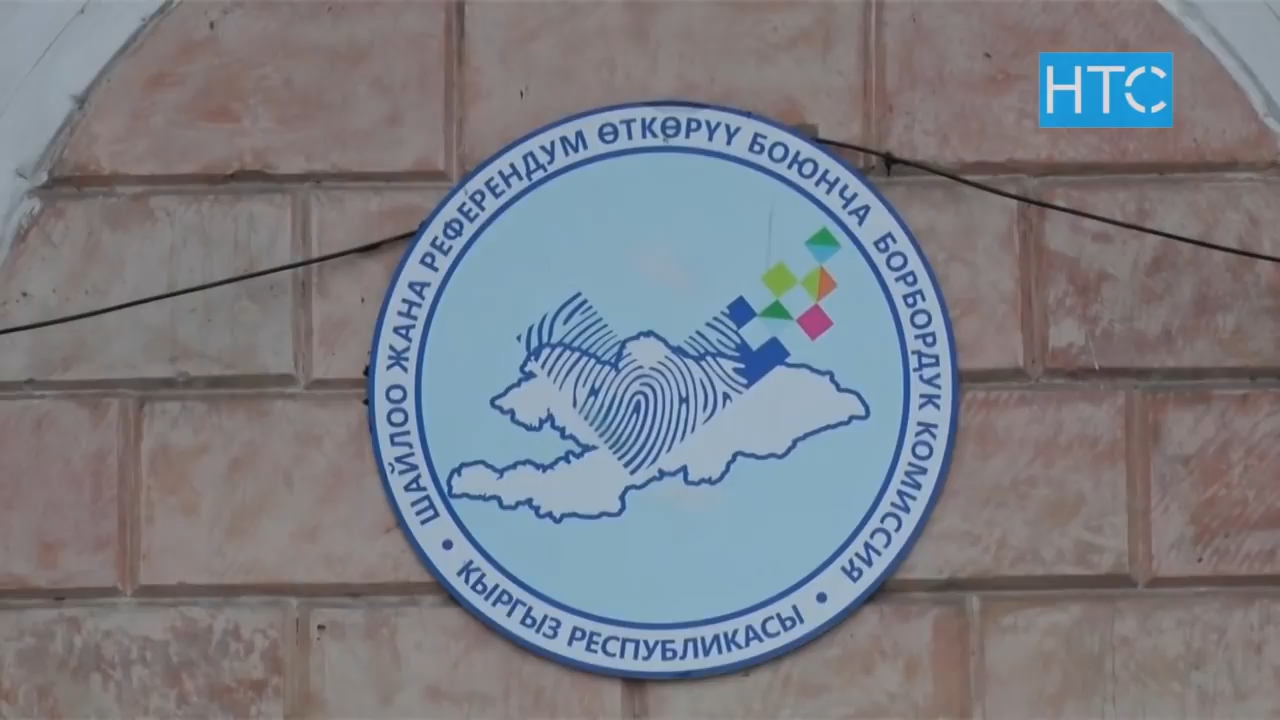 НТС
ШАЙЛОО ЖАНА РЕФЕРЕНДУМ ӨТКӨРҮҮ БОЮНЧА БОРБОРДУК КОМИССИЯ
• КЫРГЫЗ РЕСПУБЛИКАСЫ •